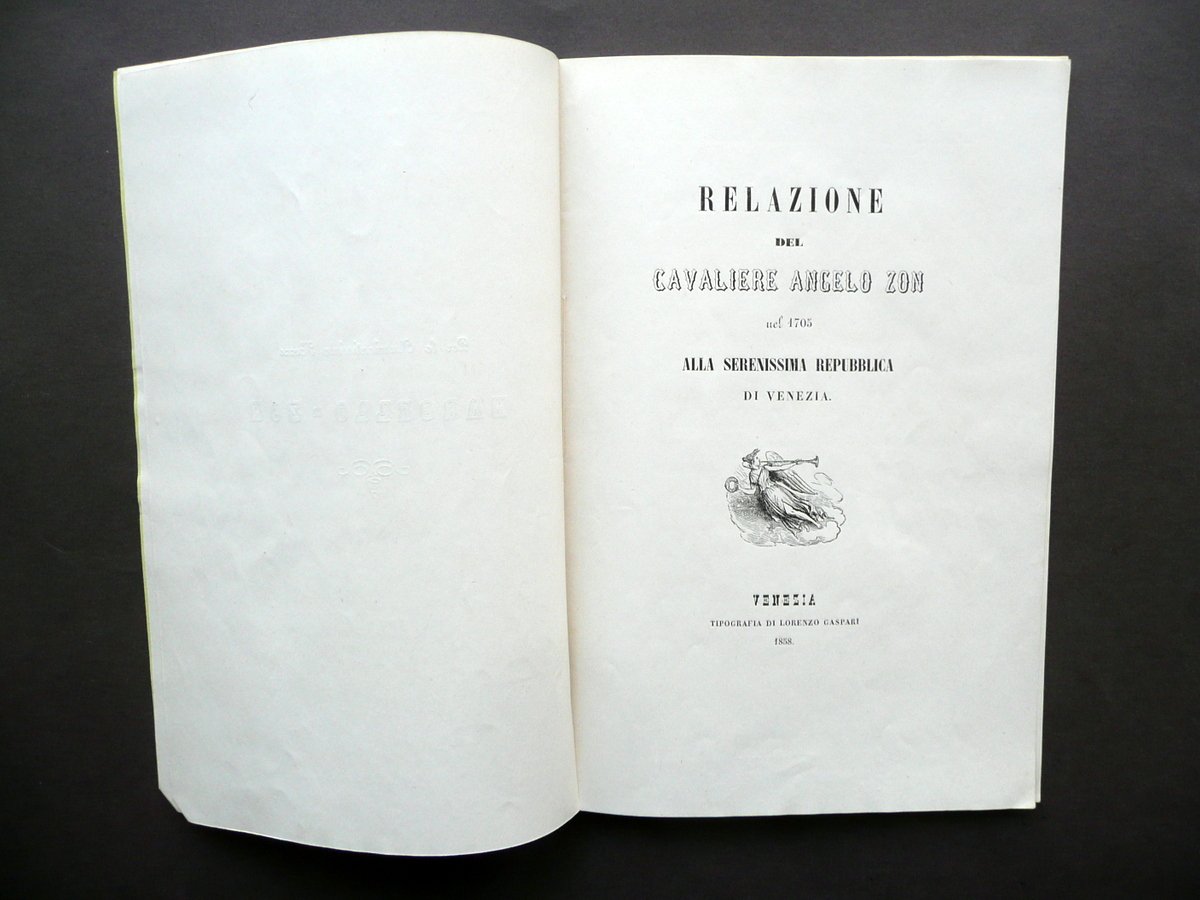 RELAZIONE
DEL
CAVALIERE ANGELO ZON
nel 1705
ALLA SERENISSIMA REPUBBLICA
DI VENEZIA.
VENEZIA
TIPOGRAFIA DI LORENZO GASPARI
1858.